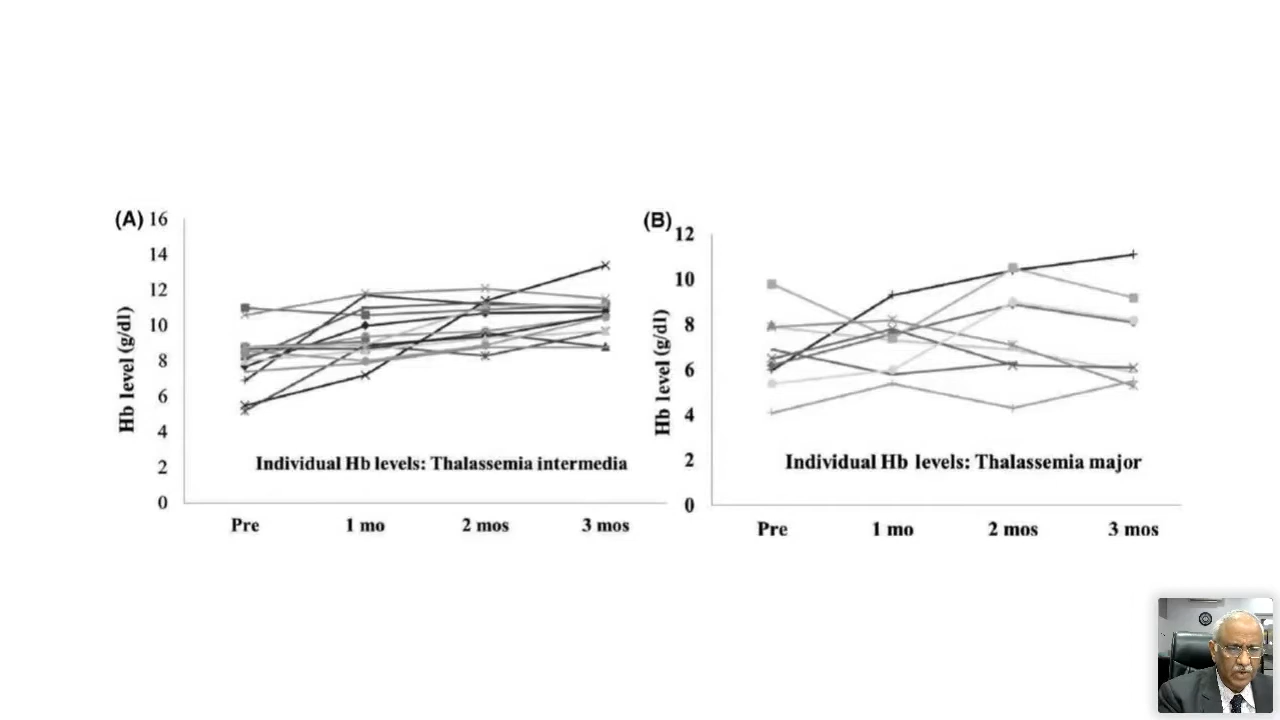 (A)
16
14
12
10
8
6
4
2
0
Hb level (g/dl)
Individual Hb levels: Thalassemia intermedia
Pre 1 mo 2 mos 3 mos
(B)
12
10
8
6
4
2
0
Hb level (g/dl)
Individual Hb levels: Thalassemia major
Pre 1 mo 2 mos 3 mos